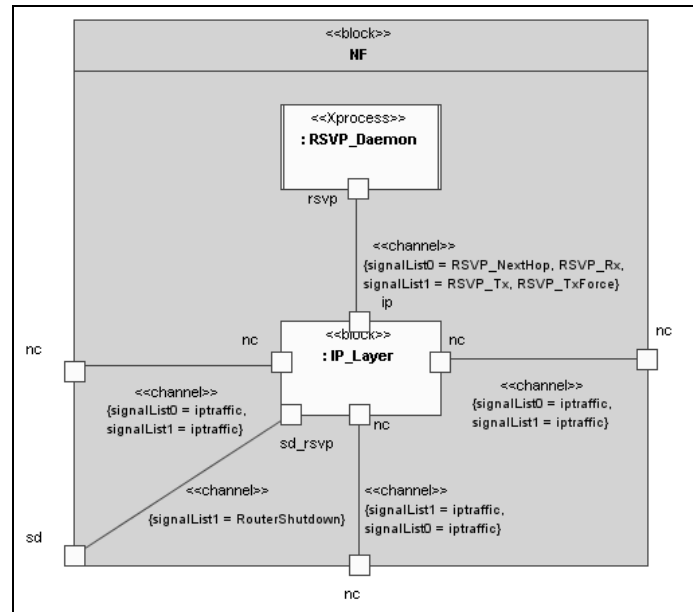 <<block>>
NF
<<Xprocess>>
: RSVP_Daemon
rsvp
<<channel>>
{signalList0 = RSVP_NextHop, RSVP_Rx,
signalList1 = RSVP_Tx, RSVP_TxForce}
ip
nc
nc
<<block>>
: IP_Layer
nc
nc
<<channel>>
{signalList0 = iptraffic,
signalList1 = iptraffic}
<<channel>>
{signalList0 = iptraffic,
signalList1 = iptraffic}
sd_rsvp
nc
<<channel>>
{signalList1 = RouterShutdown}
<<channel>>
{signalList1 = iptraffic,
signalList0 = iptraffic}
sd
nc